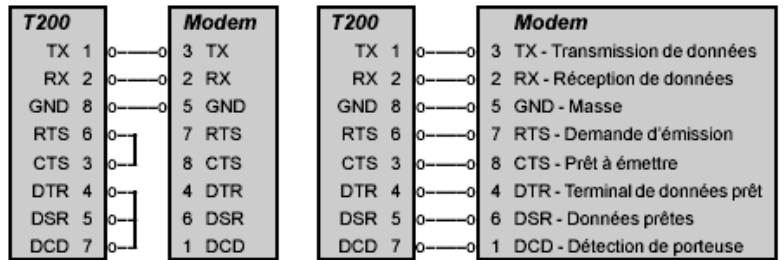 T200 Modem
TX 1 3 TX
RX 2 2 RX
GND 8 5 GND
RTS 6 7 RTS
CTS 3 8 CTS
DTR 4 4 DTR
DSR 5 6 DSR
DCD 7 1 DCD
T200 Modem
TX 1 3 TX - Transmission de données
RX 2 2 RX - Réception de données
GND 8 5 GND - Masse
RTS 6 7 RTS - Demande d'émission
CTS 3 8 CTS - Prêt à émettre
DTR 4 4 DTR - Terminal de données prêt
DSR 5 6 DSR - Données prêtes
DCD 7 1 DCD - Détection de porteuse